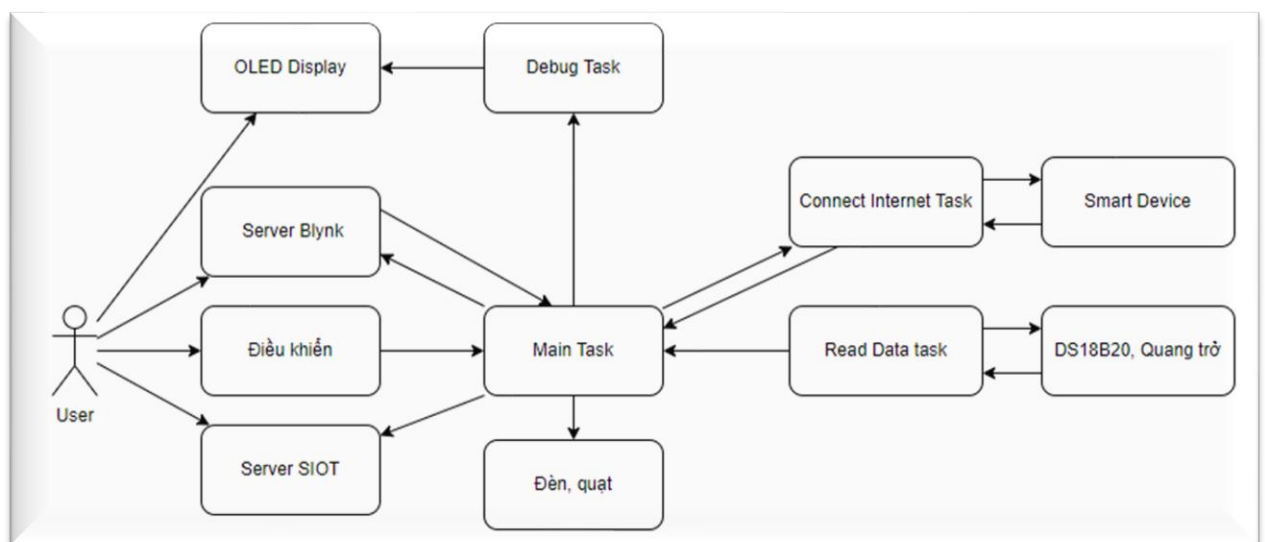 OLED Display
Debug Task
Connect Internet Task
Smart Device
Server Blynk
Điều khiển
Main Task
Read Data task
DS18B20, Quang trở
User
Server SIOT
Đèn, quạt